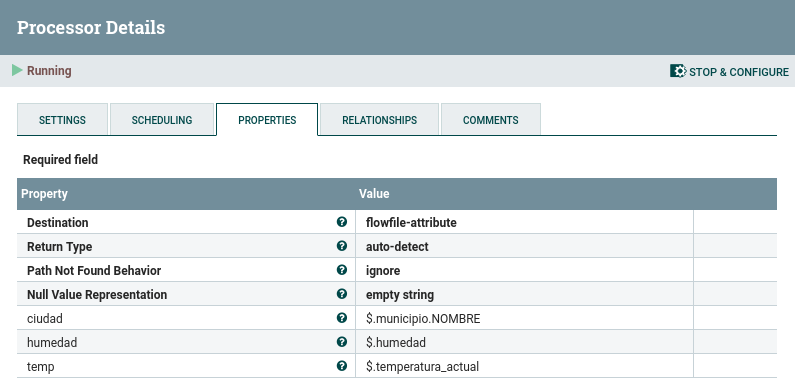 Processor Details
Running
STOP & CONFIGURE
SETTINGS SCHEDULING PROPERTIES RELATIONSHIPS COMMENTS
Required field
Property Value
Destination flowfile-attribute
Return Type auto-detect
Path Not Found Behavior ignore
Null Value Representation empty string
ciudad $.municipio.NOMBRE
humedad $.humedad
temp $.temperatura_actual